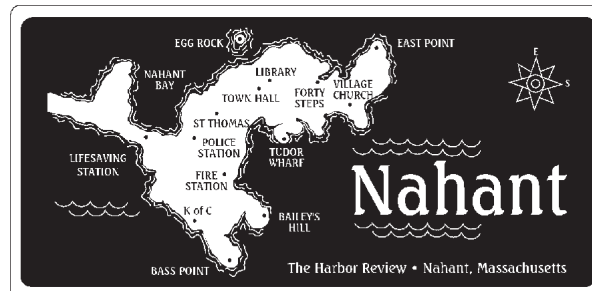 EGG ROCK
EAST POINT
E
NAHANT
BAY
LIBRARY
S
TOWN HALL
FORTY
STEPS
VILLAGE
CHURCH
ST THOMAS
POLICE
STATION
TUDOR
WHARF
LIFESAVING
STATION
FIRE
STATION
Nahant
K of C
BAILEY'S
HILL
BASS POINT
The Harbor Review • Nahant, Massachusetts